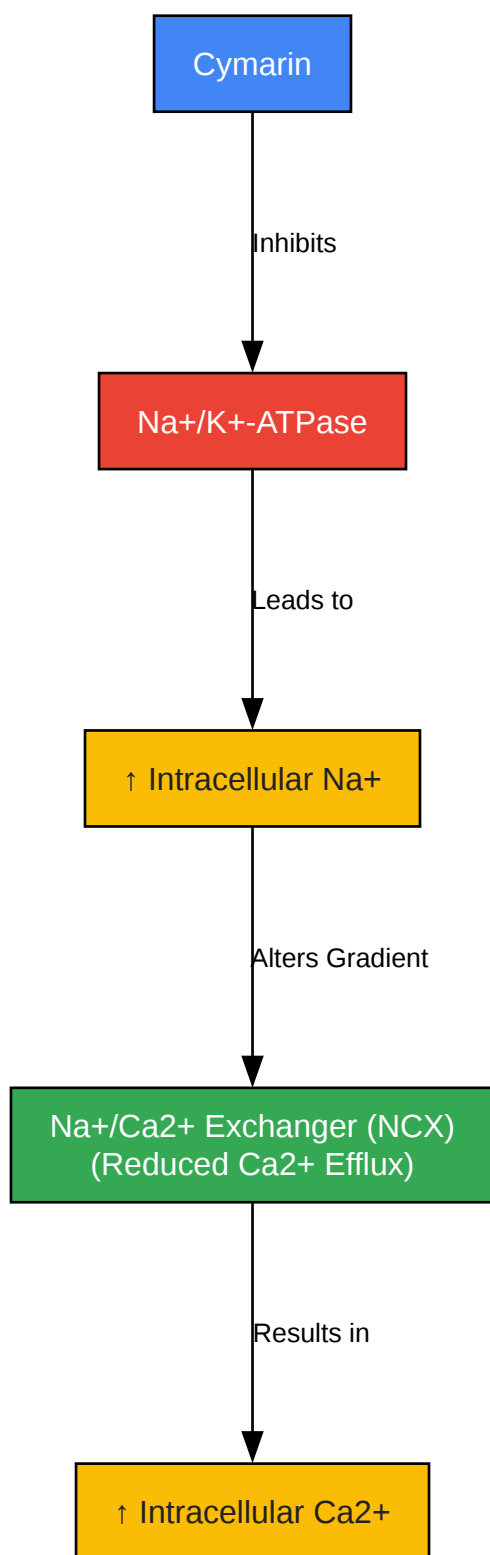 Cymarin
Inhibits
Na+/K+-ATPase
Leads to
↑ Intracellular Na+
Alters Gradient
Na+/Ca2+ Exchanger (NCX)
(Reduced Ca2+ Efflux)
Results in
↑ Intracellular Ca2+